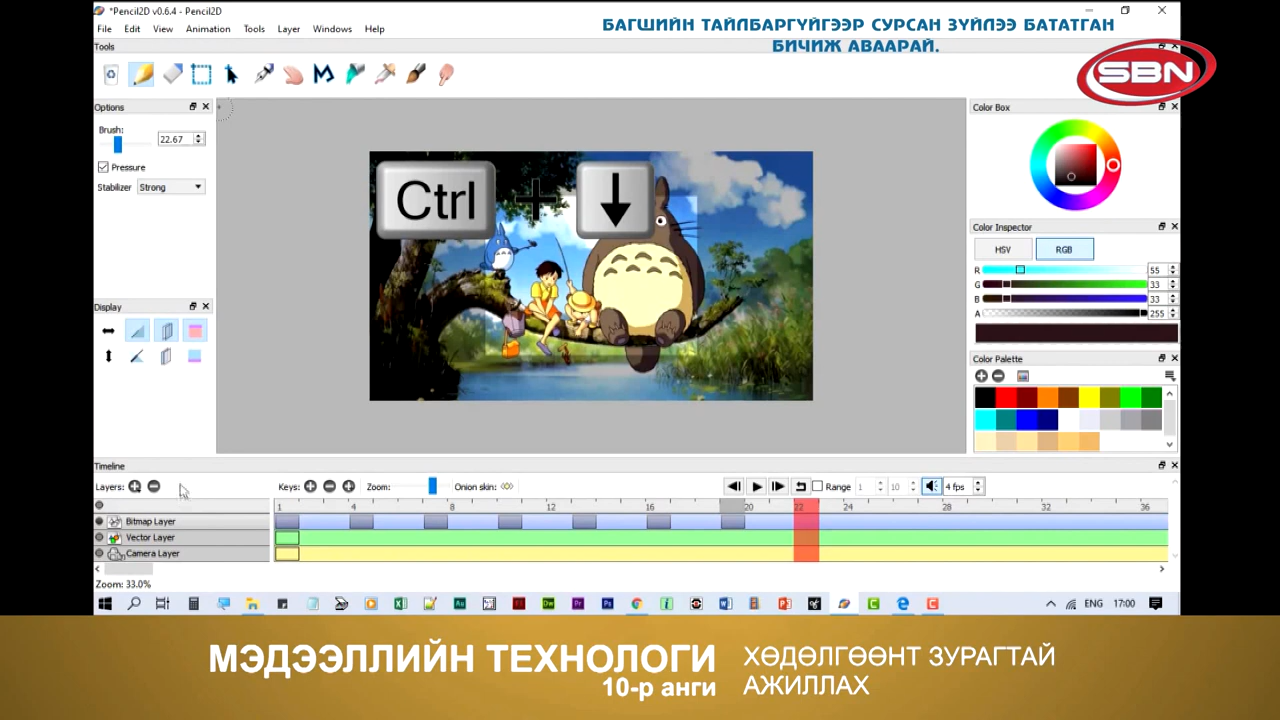 *Pencil2D v0.6.4 - Pencil2D
БАГШИЙН ТАЙЛБАРГҮЙГЭЭР СУРСАН ЗҮЙЛЭЭ БАТАТГАН
БИЧИЖ АВААРАЙ.
File Edit View Animation Tools Layer Windows Help
Tools
SBN
Options
Brush:
22.67
Pressure
Stabilizer Strong
Ctrl + ↓
Color Box
Color Inspector
HSV RGB
R 55
G 33
B 33
A 255
Display
Color Palette
Timeline
Layers: Keys: Zoom: Onion skin: Range 1 10 4 fps
1 4 8 12 16 20 22 24 28 32 36
Bitmap Layer
Vector Layer
Camera Layer
Zoom: 33.0%
ENG 17:00
МЭДЭЭЛЛИЙН ТЕХНОЛОГИ
10-р анги
ХӨДӨЛГӨӨНТ ЗУРАГТАЙ
АЖИЛЛАХ